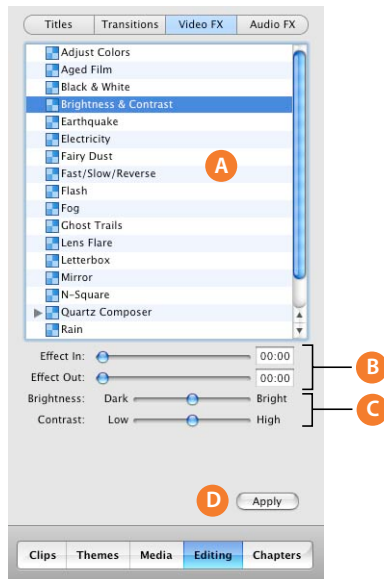 Titles Transitions Video FX Audio FX
Adjust Colors
Aged Film
Black & White
Brightness & Contrast
Earthquake
Electricity
Fairy Dust
A
Fast/Slow/Reverse
Flash
Fog
Ghost Trails
Lens Flare
Letterbox
Mirror
N-Square
Quartz Composer
Rain
Effect In: 00:00
B
Effect Out: 00:00
Brightness: Dark Bright
C
Contrast: Low High
D Apply
Clips Themes Media Editing Chapters